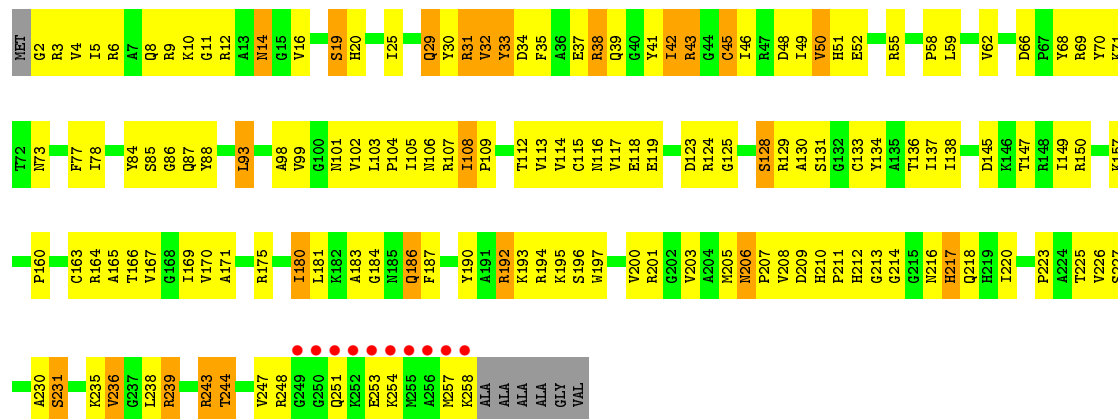 MET G2 R3 V4 I5 R6 A7 Q8 R9 K10 G11 R12 A13 N14 G15 V16 S19 H20 I25 Q29 Y30 R31 V32 Y33 D34 F35 A36 E37 R38 Q39 G40 Y41 I42 R43 G44 C45 I46 R47 D48 I49 V50 H51 E52 R55 P58 L59 V62 D66 P67 Y68 R69 Y70 K71
T72 N73 F77 I78 Y84 S85 G86 Q87 Y88 L93 A98 V99 G100 N101 V102 L103 P104 I105 N106 R107 I108 P109 T112 V113 V114 C115 N116 V117 E118 E119 D123 R124 G125 S128 R129 A130 S131 G132 C133 Y134 A135 T136 I137 I138 D145 K146 T147 R148 I149 R150 K157
P160 C163 R164 A165 T166 V167 G168 I169 V170 A171 R175 I180 L181 K182 A183 G184 N185 Q186 F187 Y190 A191 R192 K193 R194 K195 S196 W197 V200 R201 G202 V203 A204 M205 N206 P207 V208 D209 H210 P211 H212 G213 G214 G215 N216 H217 Q218 H219 I220 P223 A224 T225 V226 S227
A230 S231 K235 V236 G237 L238 R239 R243 T244 V247 R248 G249 G250 Q251 K252 E253 K254 M255 A256 M257 K258 ALA ALA ALA ALA GLY VAL